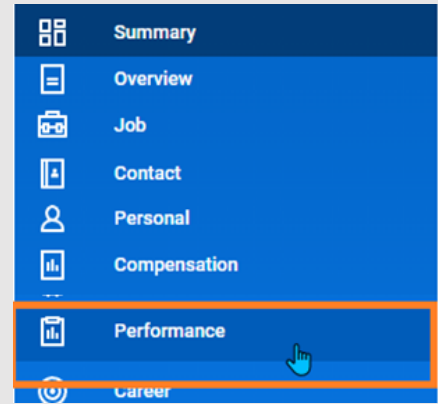 Summary
Overview
Job
Contact
Personal
Compensation
Performance
Career